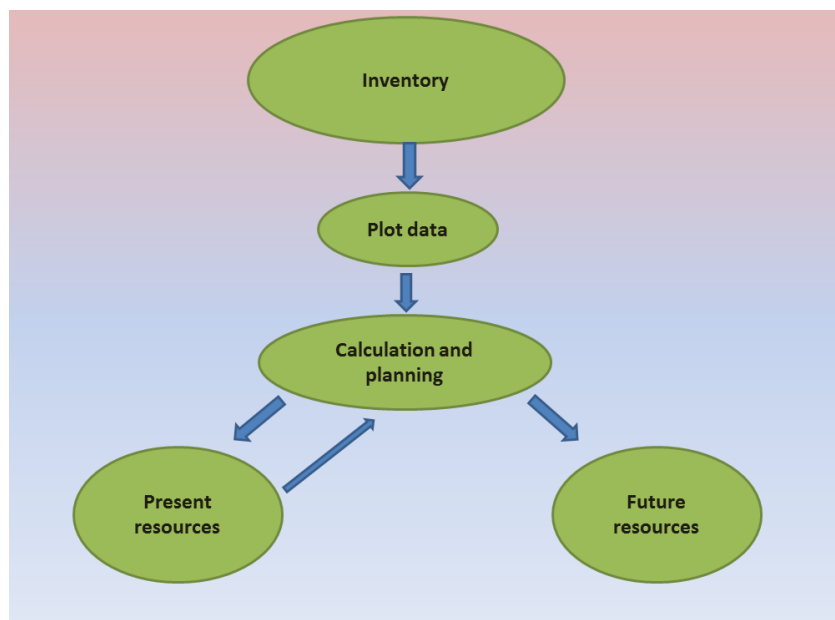 Inventory
Plot data
Calculation and
planning
Present
resources
Future
resources